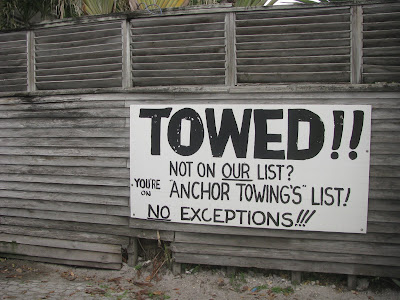 TOWED!!
NOT ON OUR LIST?
YOU'RE ON "ANCHOR TOWING'S" LIST!
NO EXCEPTIONS!!!